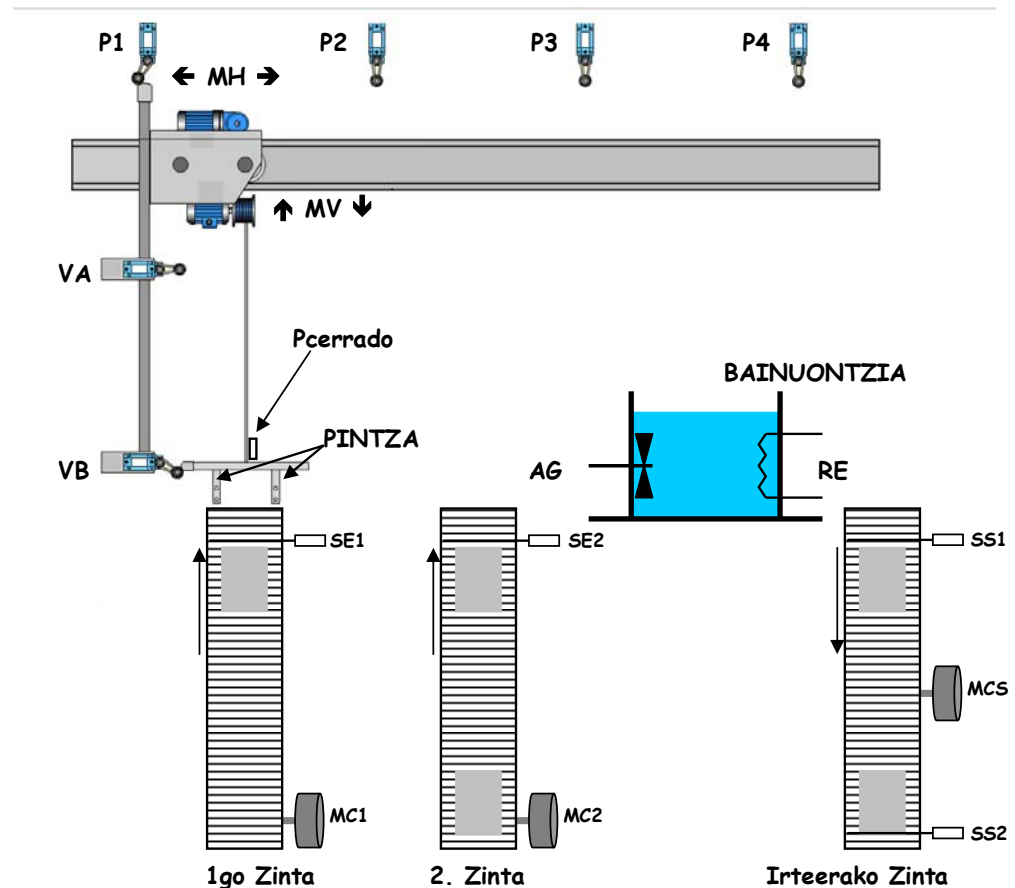 P1
P2
P3
P4
🡰 MH 🡲
🡱 MV 🡳
VA
Pcerrado
BAINUONTZIA
VB
PINTZA
AG
RE
SE1
SE2
SS1
MCS
MC1
MC2
SS2
1go Zinta
2. Zinta
Irteerako Zinta